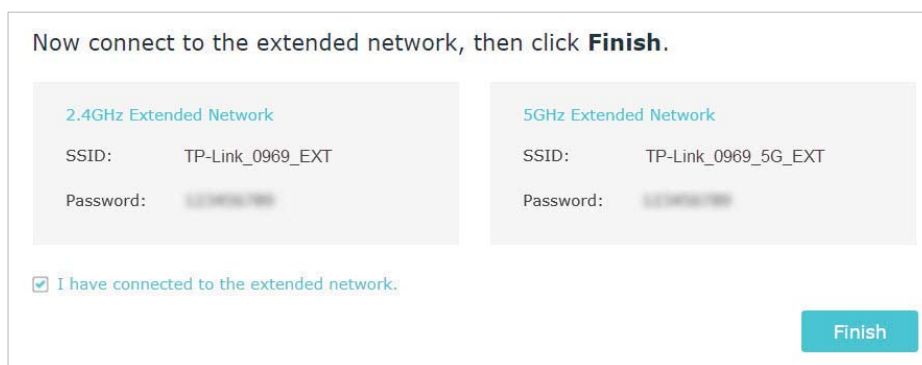 Now connect to the extended network, then click Finish.
2.4GHz Extended Network
SSID: TP-Link_0969_EXT
Password:
5GHz Extended Network
SSID: TP-Link_0969_5G_EXT
Password:
I have connected to the extended network.
Finish